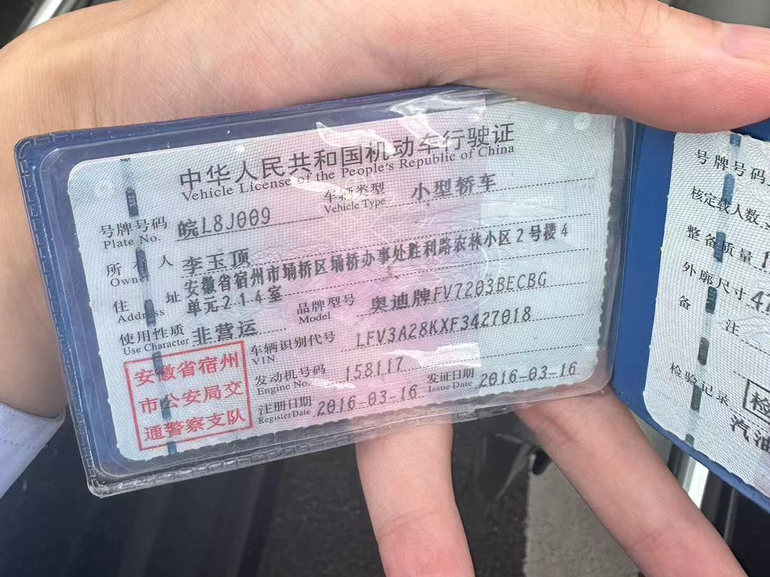 中华人民共和国机动车行驶证
Vehicle License of the People's Republic of China
号牌号码 皖L8J009 车辆类型 小型轿车
Plate No. Vehicle Type
所有人 李玉顶
Owner
住址 安徽省宿州市埇桥区埇桥办事处胜利路农林小区2号楼4
Address 单元214室
使用性质 非营运 品牌型号 奥迪牌FV7203BECBG
Use Character Model
安徽省宿州
市公安局交
通警察支队
车辆识别代号 LFV3A28KXF3427018
VIN
发动机号码 158117
Engine No.
注册日期 2016-03-16 发证日期 2016-03-16
Register Date Issue Date
号牌号码
核定载人数
整备质量
外廓尺寸 47
备注
检验记录
汽油